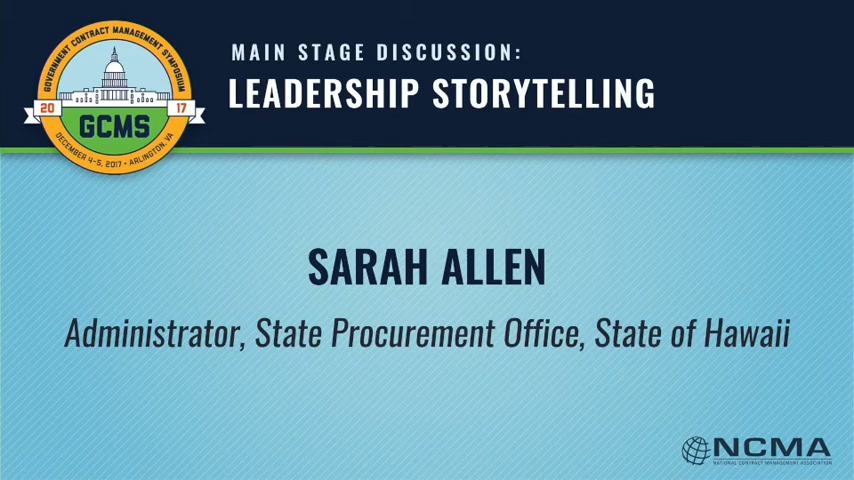 GOVERNMENT CONTRACT MANAGEMENT SYMPOSIUM
20 17
GCMS
DECEMBER 4-5, 2017 • ARLINGTON, VA
MAIN STAGE DISCUSSION:
LEADERSHIP STORYTELLING
SARAH ALLEN
Administrator, State Procurement Office, State of Hawaii
NCMA
NATIONAL CONTRACT MANAGEMENT ASSOCIATION